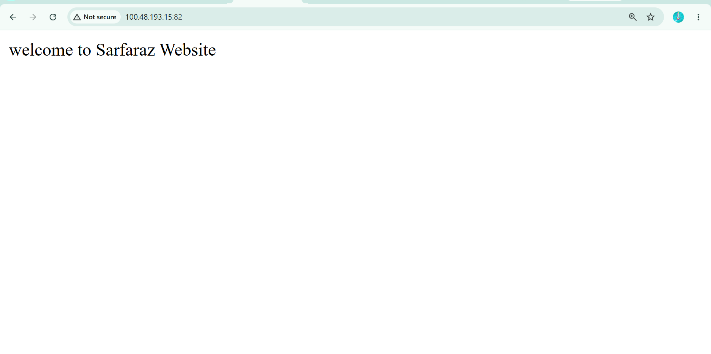 Not secure 100.48.193.15:82
welcome to Sarfaraz Website